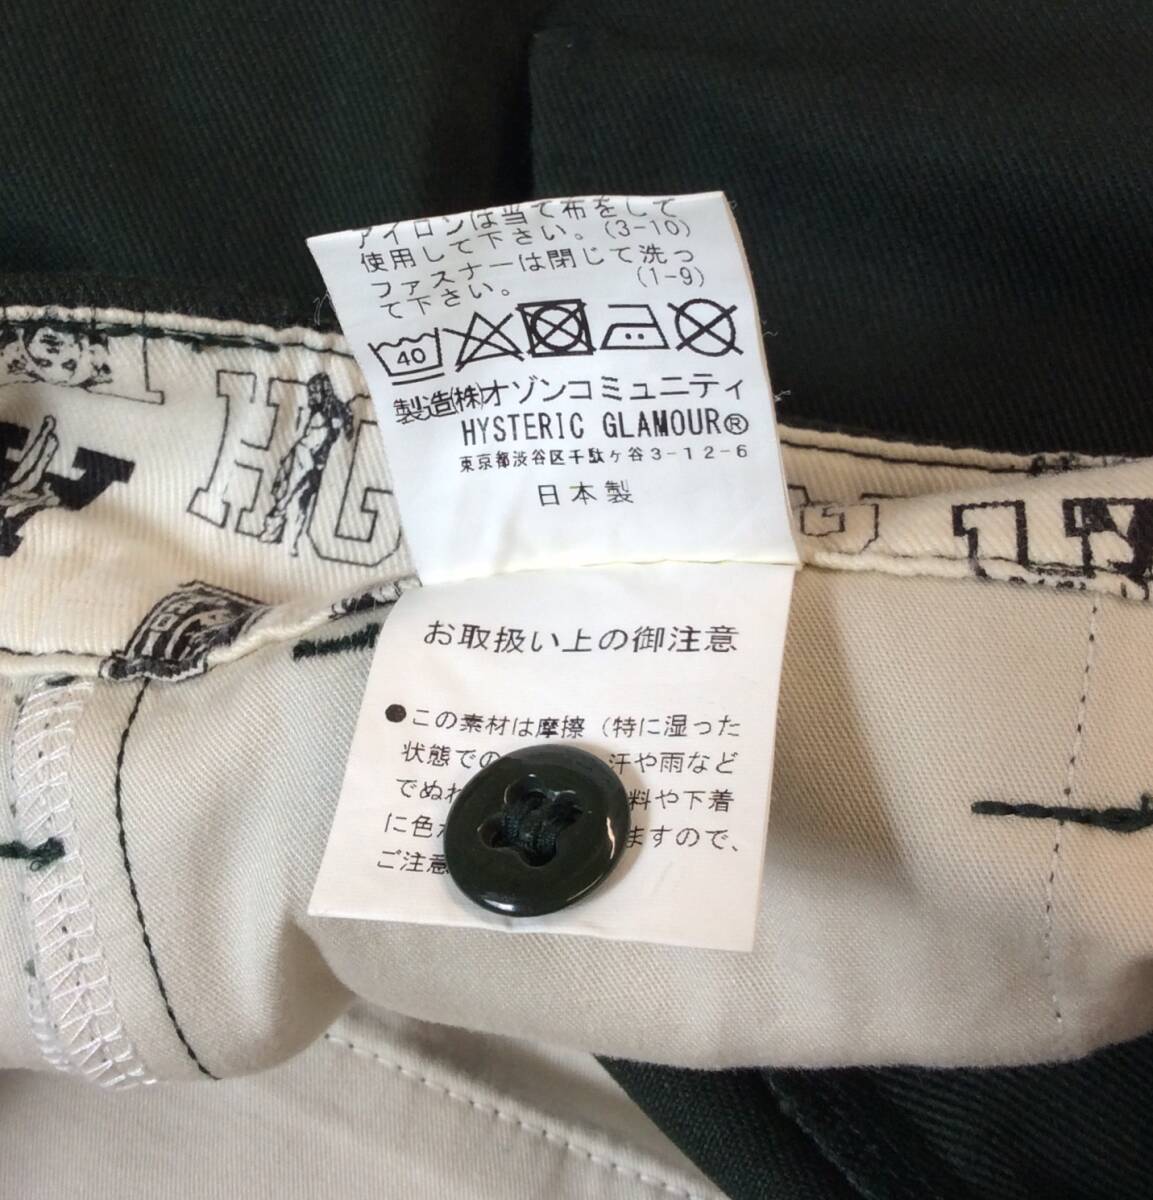 アイロンは当て布をして
使用して下さい。(3-10)
ファスナーは閉じて洗っ
て下さい。 (1-9)
40
製造(株)オゾンコミュニティ
HYSTERIC GLAMOUR®
東京都渋谷区千駄ヶ谷3-12-6
日本製
HG
お取扱い上の御注意
●この素材は摩擦（特に湿った
状態での 汗や雨など
でぬれ 料や下着
に色 ますので、
ご注意